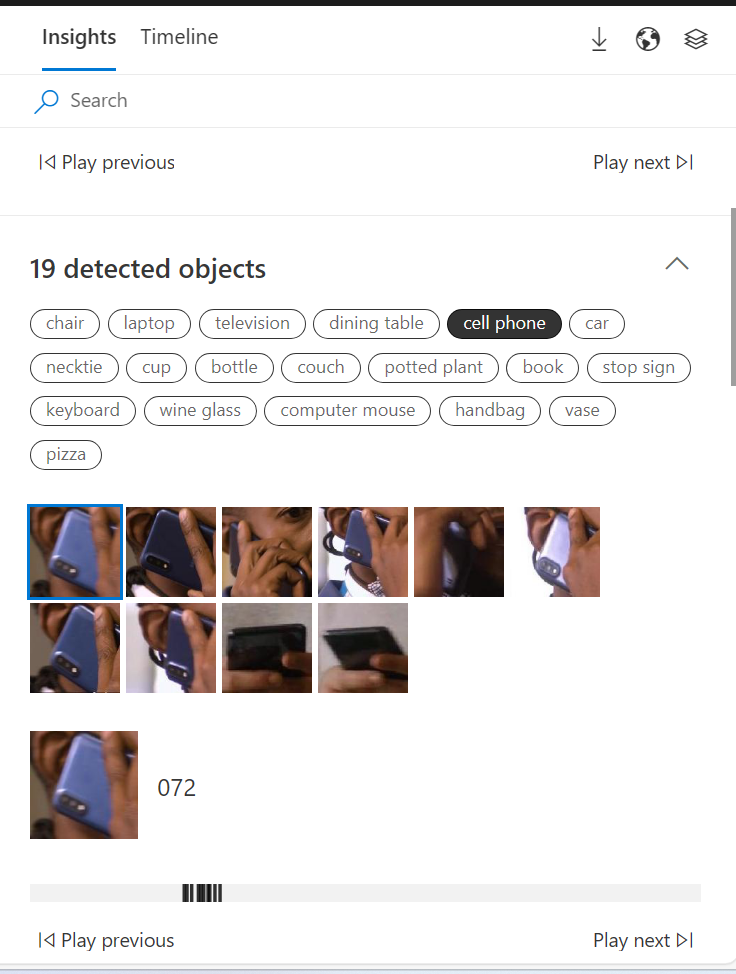 Insights Timeline
Search
Play previous Play next
19 detected objects
chair laptop television dining table cell phone car
necktie cup bottle couch potted plant book stop sign
keyboard wine glass computer mouse handbag vase
pizza
072
Play previous Play next